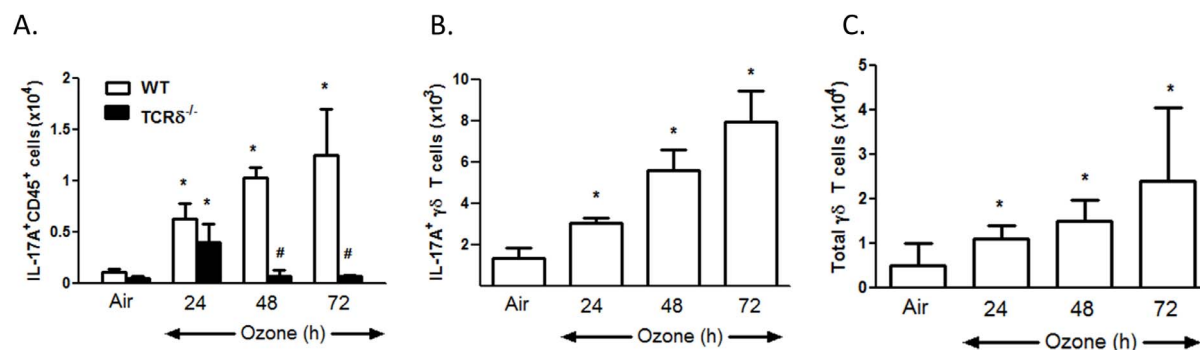 A.
IL-17A⁺CD45⁺ cells (x10⁴)
2
1.5
1
0.5
0
WT
TCRδ⁻/⁻
*
*
*
*
#
#
Air 24 48 72
Ozone (h)
B.
IL-17A⁺ γδ T cells (x10³)
10
8
6
4
2
*
*
*
Air 24 48 72
Ozone (h)
C.
Total γδ T cells (x10⁴)
5
4
3
2
1
0
*
*
*
Air 24 48 72
Ozone (h)